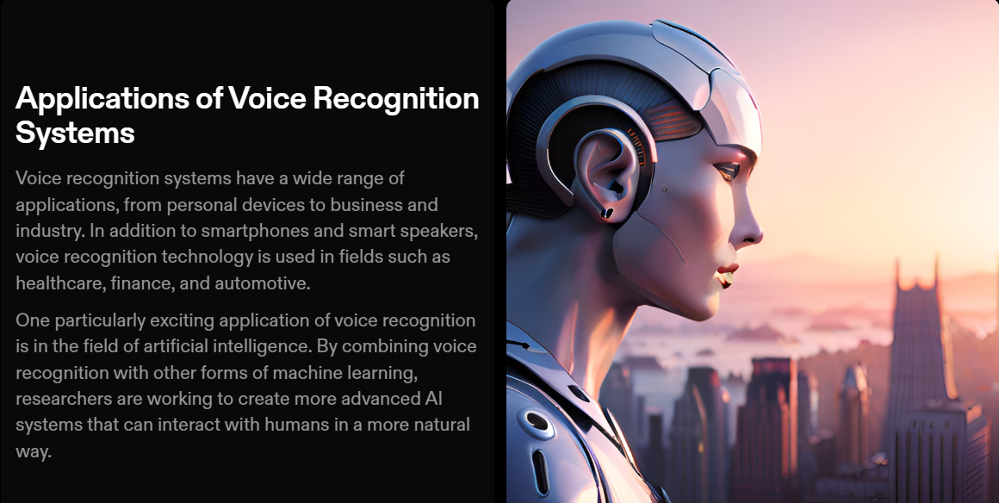 Applications of Voice Recognition
Systems
Voice recognition systems have a wide range of
applications, from personal devices to business and
industry. In addition to smartphones and smart speakers,
voice recognition technology is used in fields such as
healthcare, finance, and automotive.
One particularly exciting application of voice recognition
is in the field of artificial intelligence. By combining voice
recognition with other forms of machine learning,
researchers are working to create more advanced AI
systems that can interact with humans in a more natural
way.